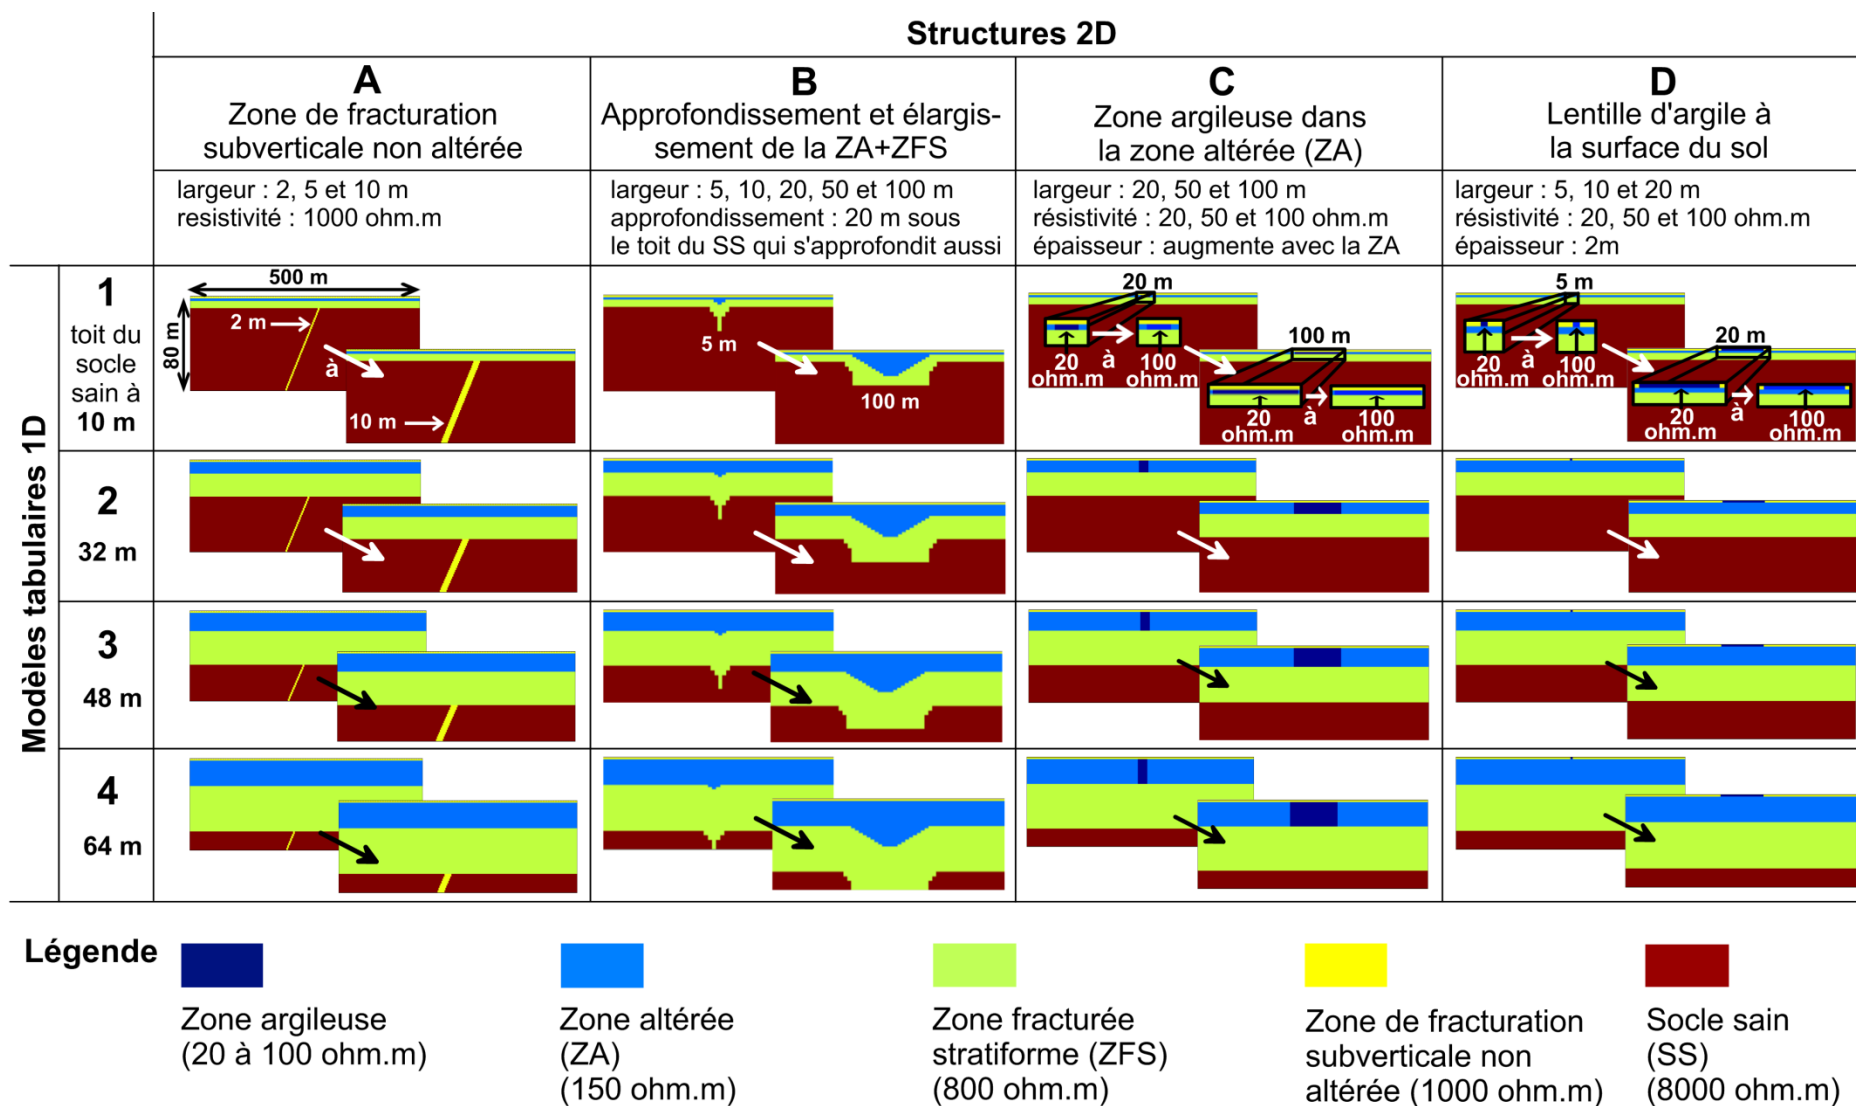 Structures 2D
A
Zone de fracturation
subverticale non altérée
B
Approfondissement et élargis-
sement de la ZA+ZFS
C
Zone argileuse dans
la zone altérée (ZA)
D
Lentille d'argile à
la surface du sol
largeur : 2, 5 et 10 m
resistivité : 1000 ohm.m
largeur : 5, 10, 20, 50 et 100 m
approfondissement : 20 m sous
le toit du SS qui s'approfondit aussi
largeur : 20, 50 et 100 m
résistivité : 20, 50 et 100 ohm.m
épaisseur : augmente avec la ZA
largeur : 5, 10 et 20 m
résistivité : 20, 50 et 100 ohm.m
épaisseur : 2m
Modèles tabulaires 1D
1
toit du
socle
sain à
10 m
500 m
80 m
2 m
à
10 m
5 m
100 m
20 m
20
ohm.m
à
100
ohm.m
100 m
20
ohm.m
à
100
ohm.m
5 m
20
ohm.m
à
100
ohm.m
20 m
20
ohm.m
à
100
ohm.m
2
32 m
3
48 m
4
64 m
Légende
Zone argileuse
(20 à 100 ohm.m)
Zone altérée
(ZA)
(150 ohm.m)
Zone fracturée
stratiforme (ZFS)
(800 ohm.m)
Zone de fracturation
subverticale non
altérée (1000 ohm.m)
Socle sain
(SS)
(8000 ohm.m)